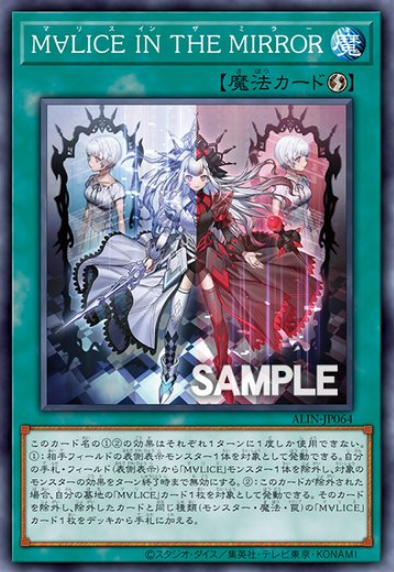 マリスインザミラー
M∀LICE IN THE MIRROR
魔
まほう
【魔法カード】
SAMPLE
ALIN-JP064
このカード名の①②の効果はそれぞれ1ターンに1度しか使用できない。
①：相手フィールドの表側表示モンスター1体を対象として発動できる。自分
の手札・フィールド(表側表示)から「M∀LICE」モンスター1体を除外し、対象の
モンスターの効果をターン終了時まで無効にする。②：このカードが除外され
た場合、自分の墓地の「M∀LICE」カード1枚を対象として発動できる。そのカード
を除外し、除外したカードと同じ種類(モンスター・魔法・罠)の「M∀LICE」
カード1枚をデッキから手札に加える。
©スタジオ・ダイス／集英社・テレビ東京・KONAMI